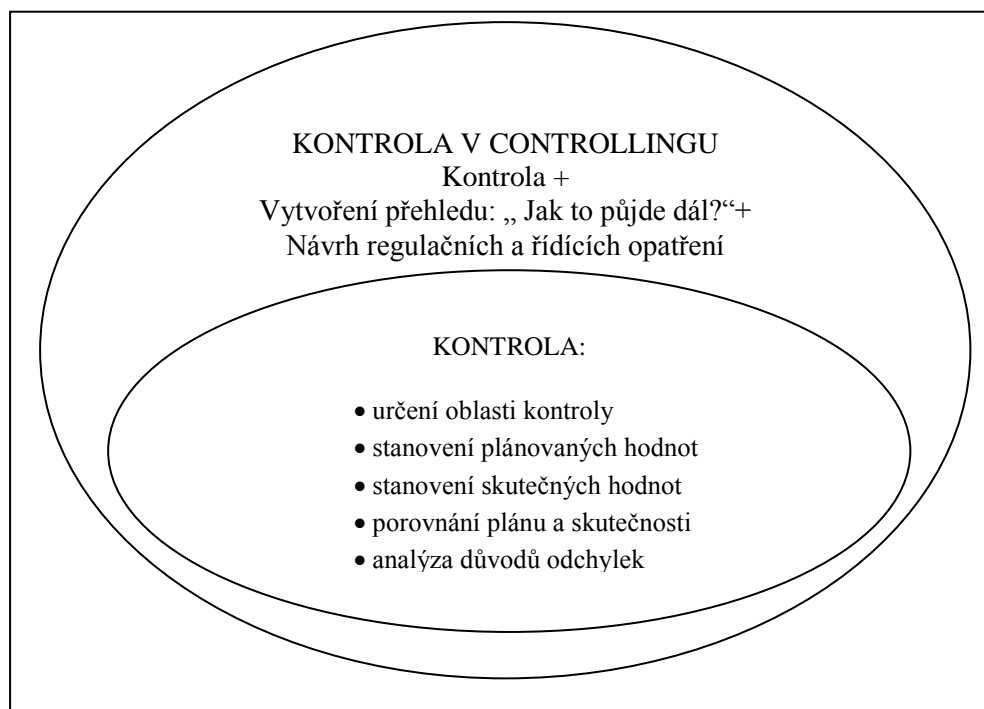 KONTROLA V CONTROLLINGU
Kontrola +
Vytvoření přehledu: „ Jak to půjde dál?“+
Návrh regulačních a řídících opatření
KONTROLA:
• určení oblasti kontroly
• stanovení plánovaných hodnot
• stanovení skutečných hodnot
• porovnání plánu a skutečnosti
• analýza důvodů odchylek